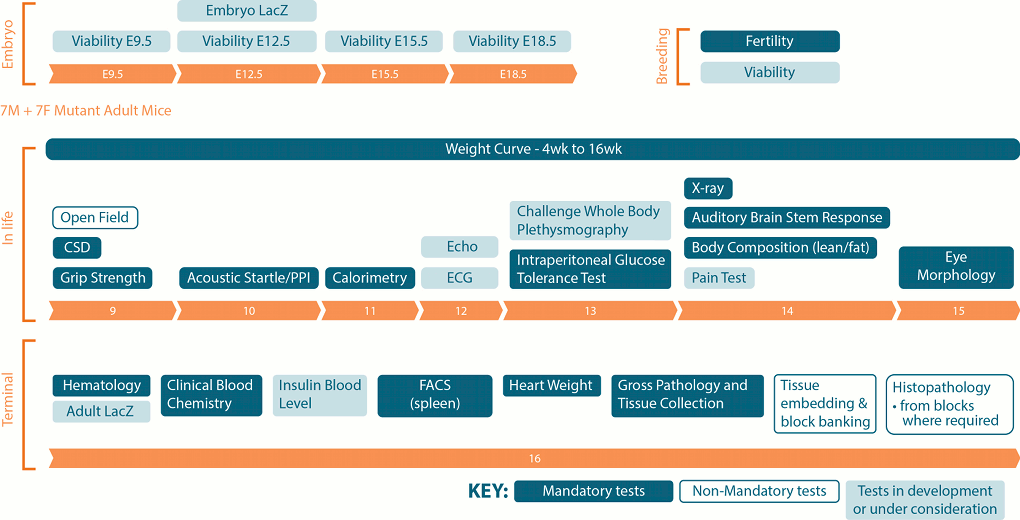 Embryo
Embryo LacZ
Viability E9.5
Viability E12.5
Viability E15.5
Viability E18.5
E9.5
E12.5
E15.5
E18.5
Breeding
Fertility
Viability
7M + 7F Mutant Adult Mice
In life
Weight Curve - 4wk to 16wk
Open Field
CSD
Grip Strength
Acoustic Startle/PPI
Calorimetry
Echo
ECG
Challenge Whole Body
Plethysmography
Intraperitoneal Glucose
Tolerance Test
X-ray
Auditory Brain Stem Response
Body Composition (lean/fat)
Pain Test
Eye
Morphology
9
10
11
12
13
14
15
Terminal
Hematology
Adult LacZ
Clinical Blood
Chemistry
Insulin Blood
Level
FACS
(spleen)
Heart Weight
Gross Pathology and
Tissue Collection
Tissue
embedding &
block banking
Histopathology
• from blocks
where required
16
KEY:
Mandatory tests
Non-Mandatory tests
Tests in development
or under consideration